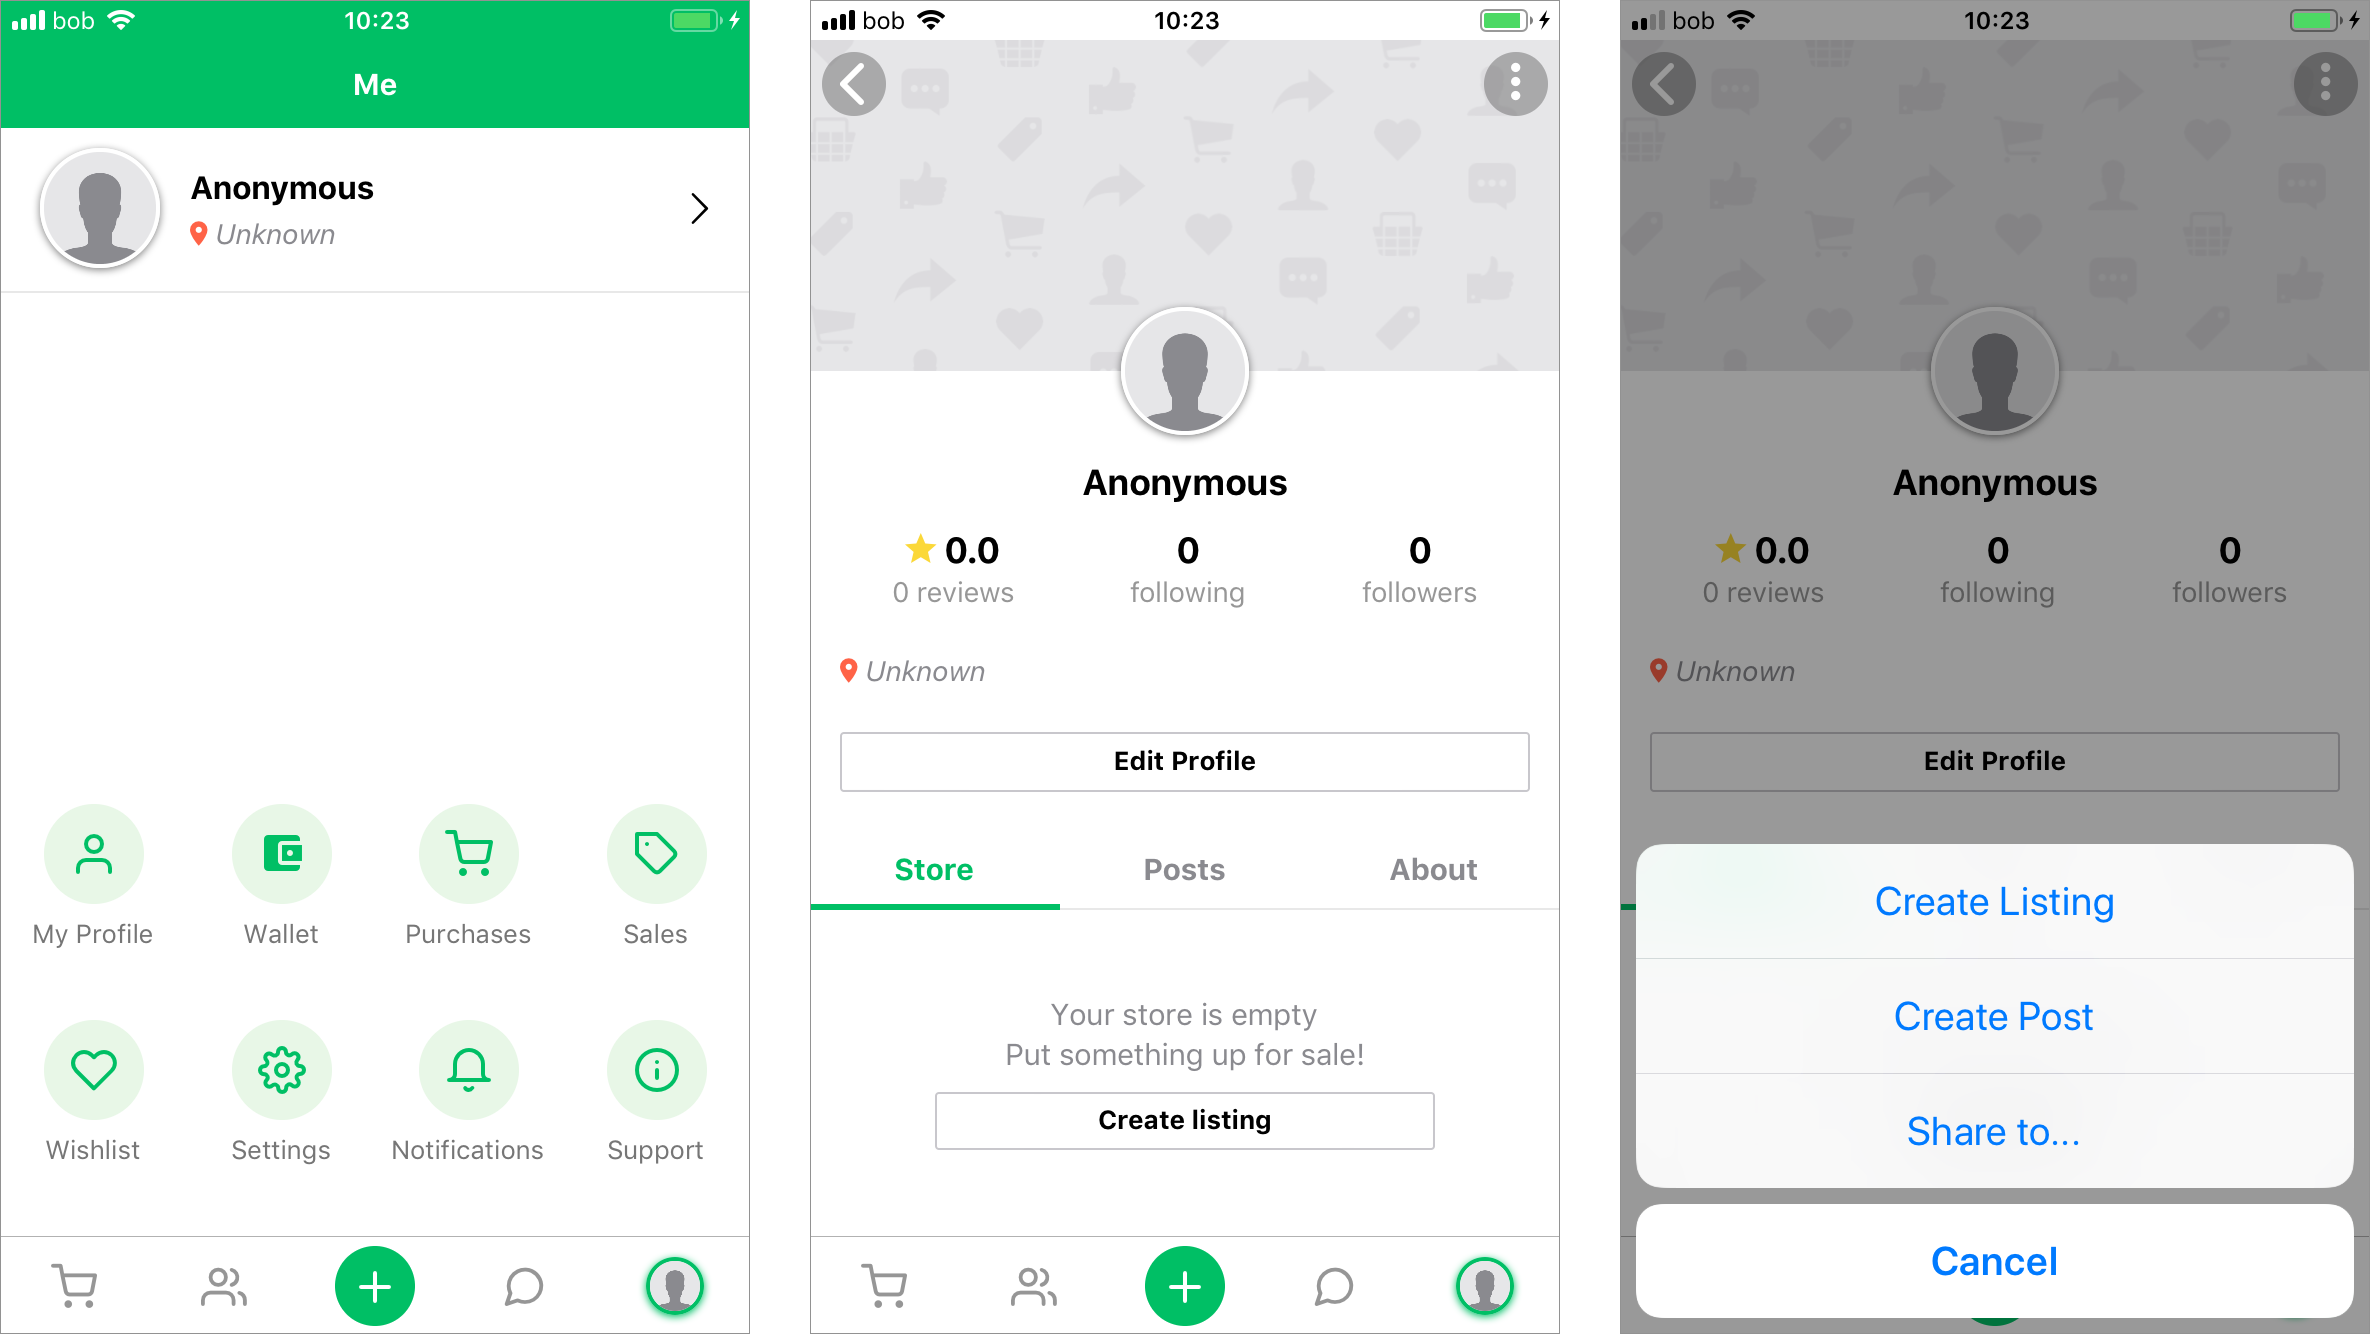 bob 10:23
Me
Anonymous
Unknown
My Profile Wallet Purchases Sales
Wishlist Settings Notifications Support
bob 10:23
Anonymous
0.0 0 0
0 reviews following followers
Unknown
Edit Profile
Store Posts About
Your store is empty
Put something up for sale!
Create listing
bob 10:23
Anonymous
0.0 0 0
0 reviews following followers
Unknown
Edit Profile
Create Listing
Create Post
Share to...
Cancel